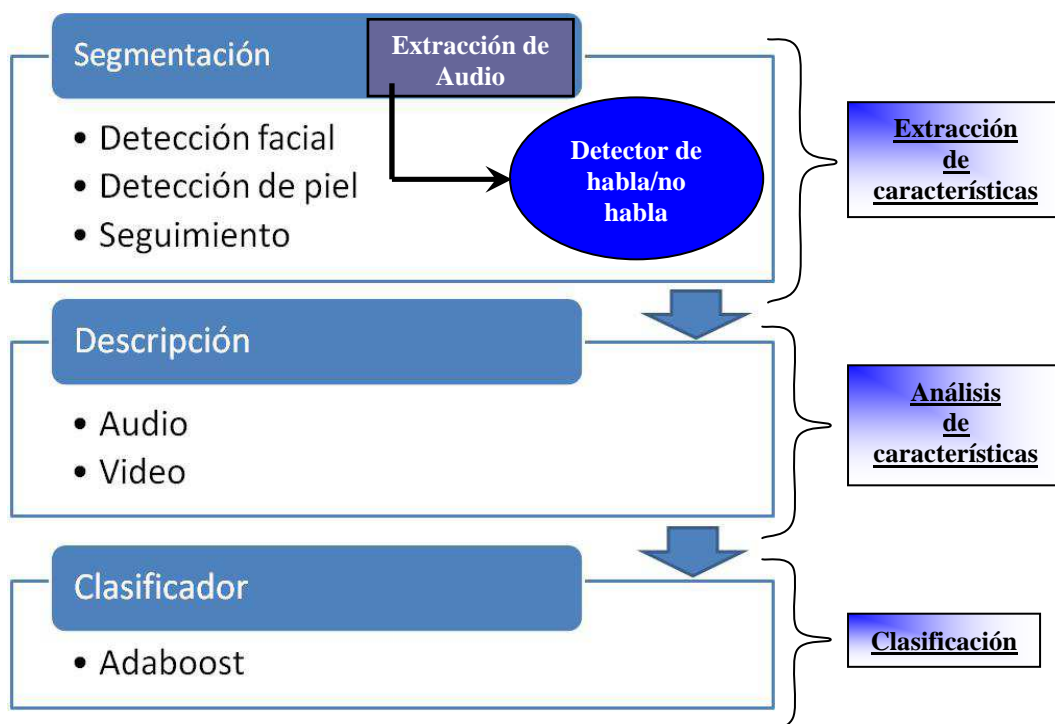 Segmentación
Extracción de
Audio
• Detección facial
• Detección de piel
• Seguimiento
Detector de
habla/no
habla
Extracción
de
características
Descripción
• Audio
• Video
Análisis
de
características
Clasificador
• Adaboost
Clasificación